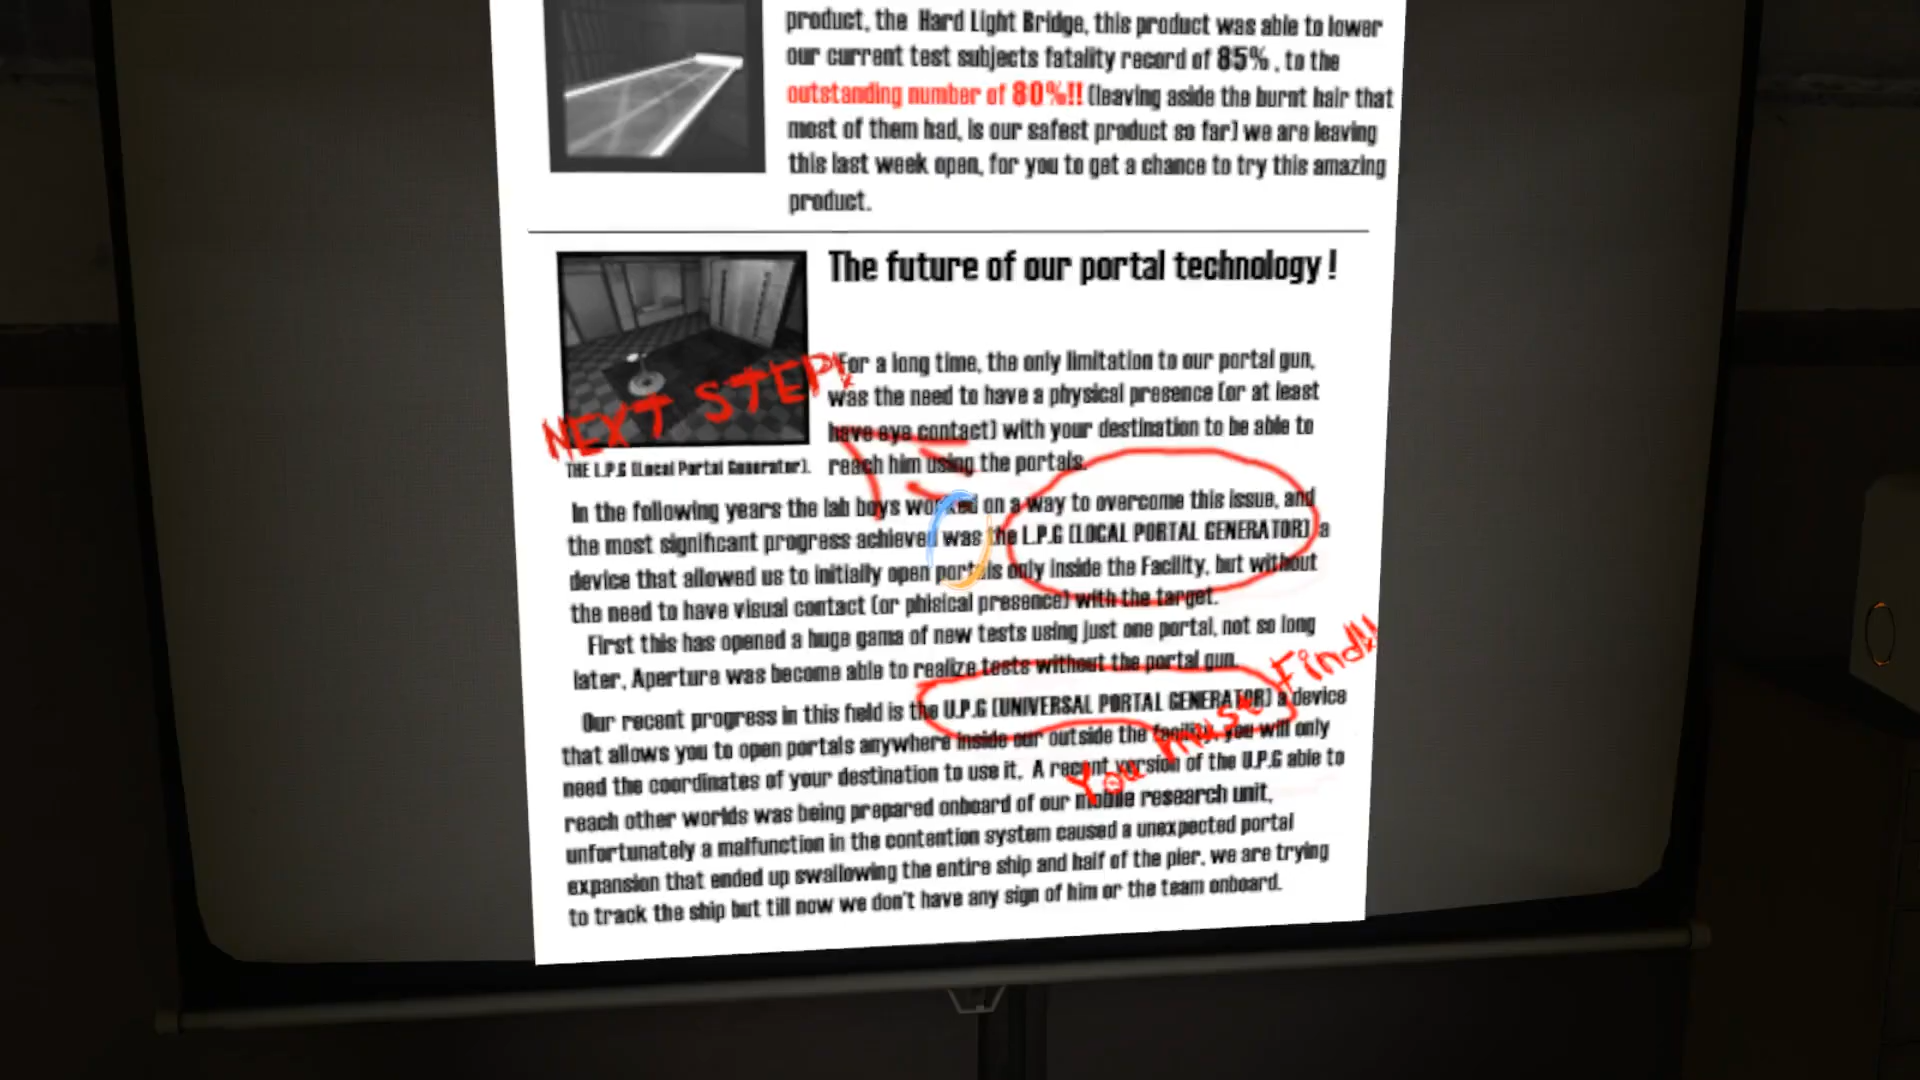 product, the Hard Light Bridge, this product was able to lower
our current test subjects fatality record of 85% , to the
outstanding number of 80%!! (leaving aside the burnt hair that
most of them had, is our safest product so far) we are leaving
this last week open, for you to get a chance to try this amazing
product.
The future of our portal technology !
NEXT STEP!
THE L.P.G (Local Portal Generator).
For a long time, the only limitation to our portal gun,
was the need to have a physical presence (or at least
have eye contact) with your destination to be able to
reach him using the portals.
In the following years the lab boys worked on a way to overcome this issue, and
the most significant progress achieved was the L.P.G (LOCAL PORTAL GENERATOR) a
device that allowed us to initially open portals only inside the Facility, but without
the need to have visual contact (or phisical presence) with the target.
First this has opened a huge gama of new tests using just one portal, not so long
later, Aperture was become able to realize tests without the portal gun.
Our recent progress in this field is the U.P.G (UNIVERSAL PORTAL GENERATOR) a device
that allows you to open portals anywhere inside our outside the facility, you will only
need the coordinates of your destination to use it. A recent version of the U.P.G able to
reach other worlds was being prepared onboard of our mobile research unit,
unfortunately a malfunction in the contention system caused a unexpected portal
expansion that ended up swallowing the entire ship and half of the pier, we are trying
to track the ship but till now we don't have any sign of him or the team onboard.
You must Find!!